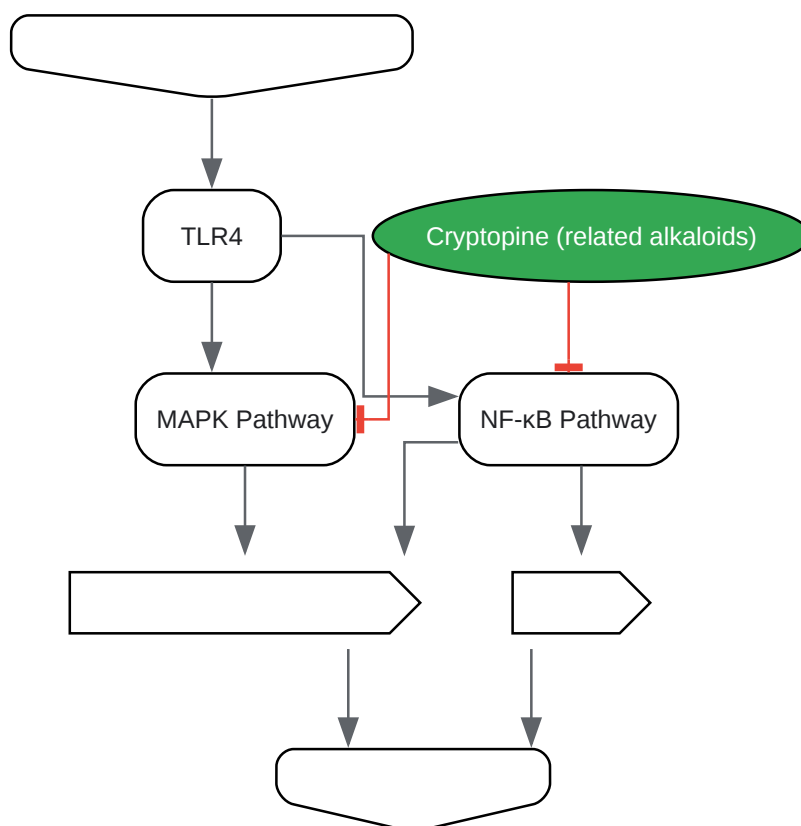 TLR4
Cryptopine (related alkaloids)
MAPK Pathway
NF-κB Pathway